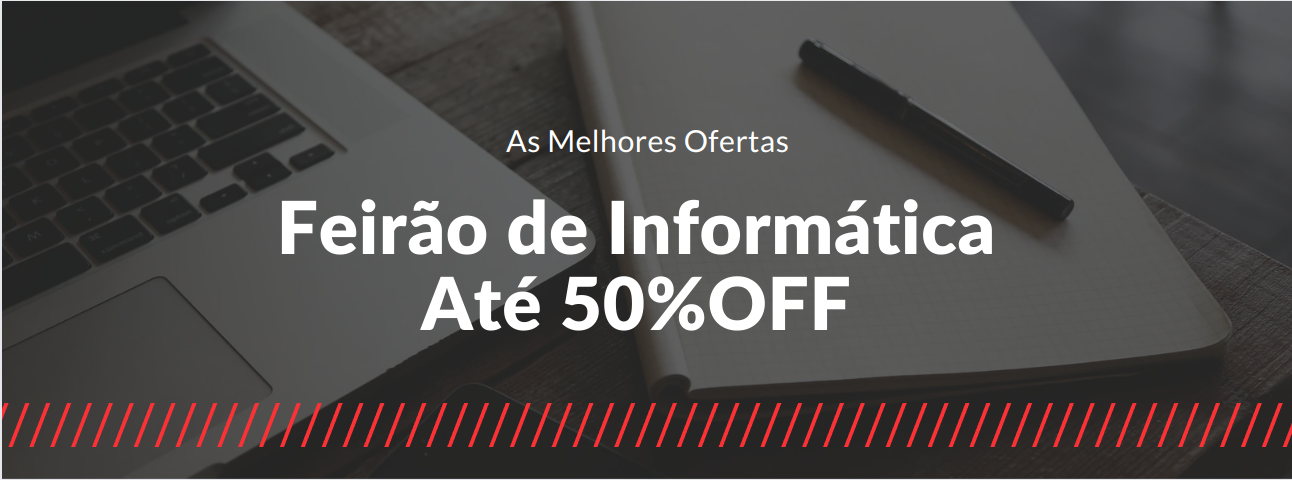 As Melhores Ofertas
Feirão de Informática
Até 50%OFF